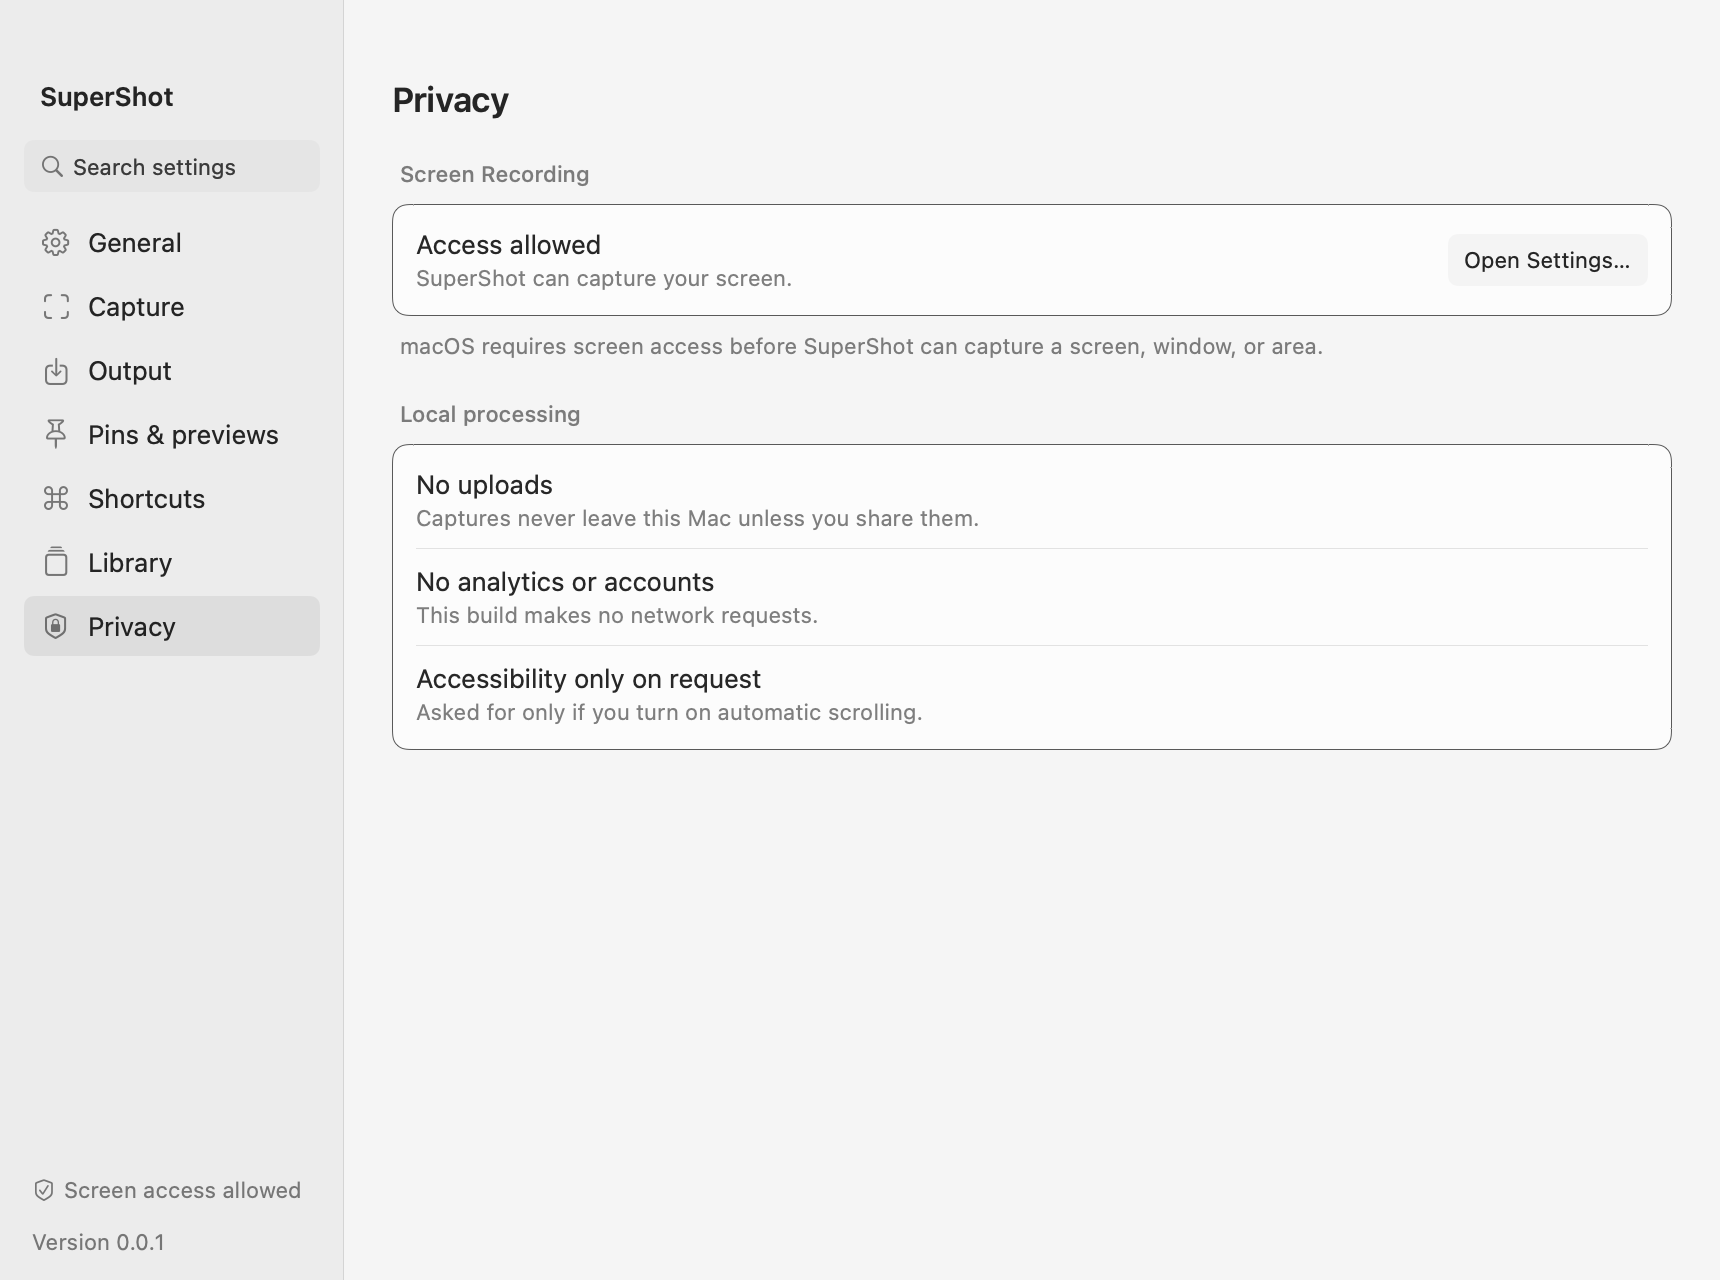 SuperShot
Search settings
General
Capture
Output
Pins & previews
Shortcuts
Library
Privacy
Screen access allowed
Version 0.0.1
Privacy
Screen Recording
Access allowed
SuperShot can capture your screen.
Open Settings...
macOS requires screen access before SuperShot can capture a screen, window, or area.
Local processing
No uploads
Captures never leave this Mac unless you share them.
No analytics or accounts
This build makes no network requests.
Accessibility only on request
Asked for only if you turn on automatic scrolling.